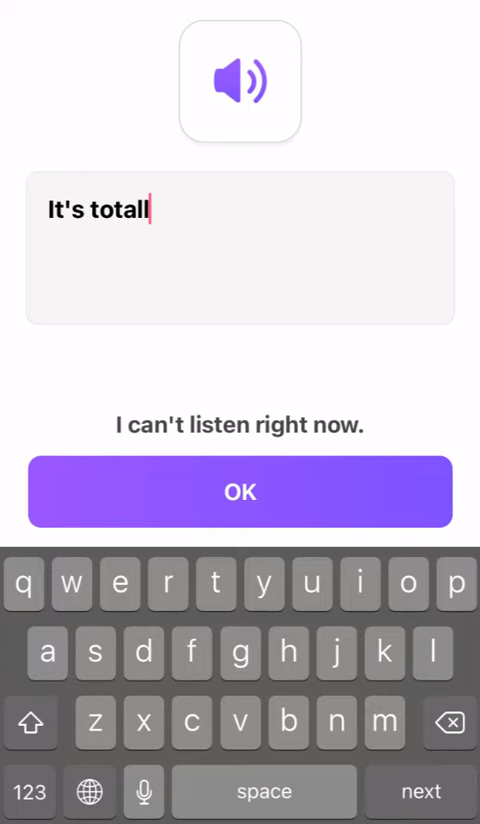 It's totall
I can't listen right now.
OK
q w e r t y u i o p
a s d f g h j k l
z x c v b n m
123 space next